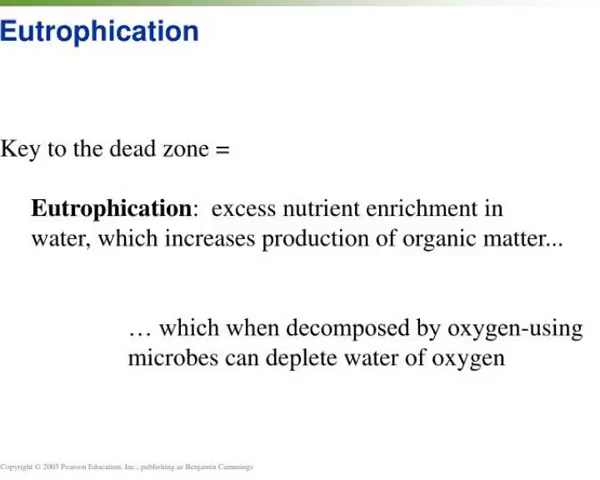 Eutrophication
Key to the dead zone =
Eutrophication:  excess nutrient enrichment in
water, which increases production of organic matter...
… which when decomposed by oxygen-using
microbes can deplete water of oxygen
Copyright © 2005 Pearson Education, Inc., publishing as Benjamin Cummings